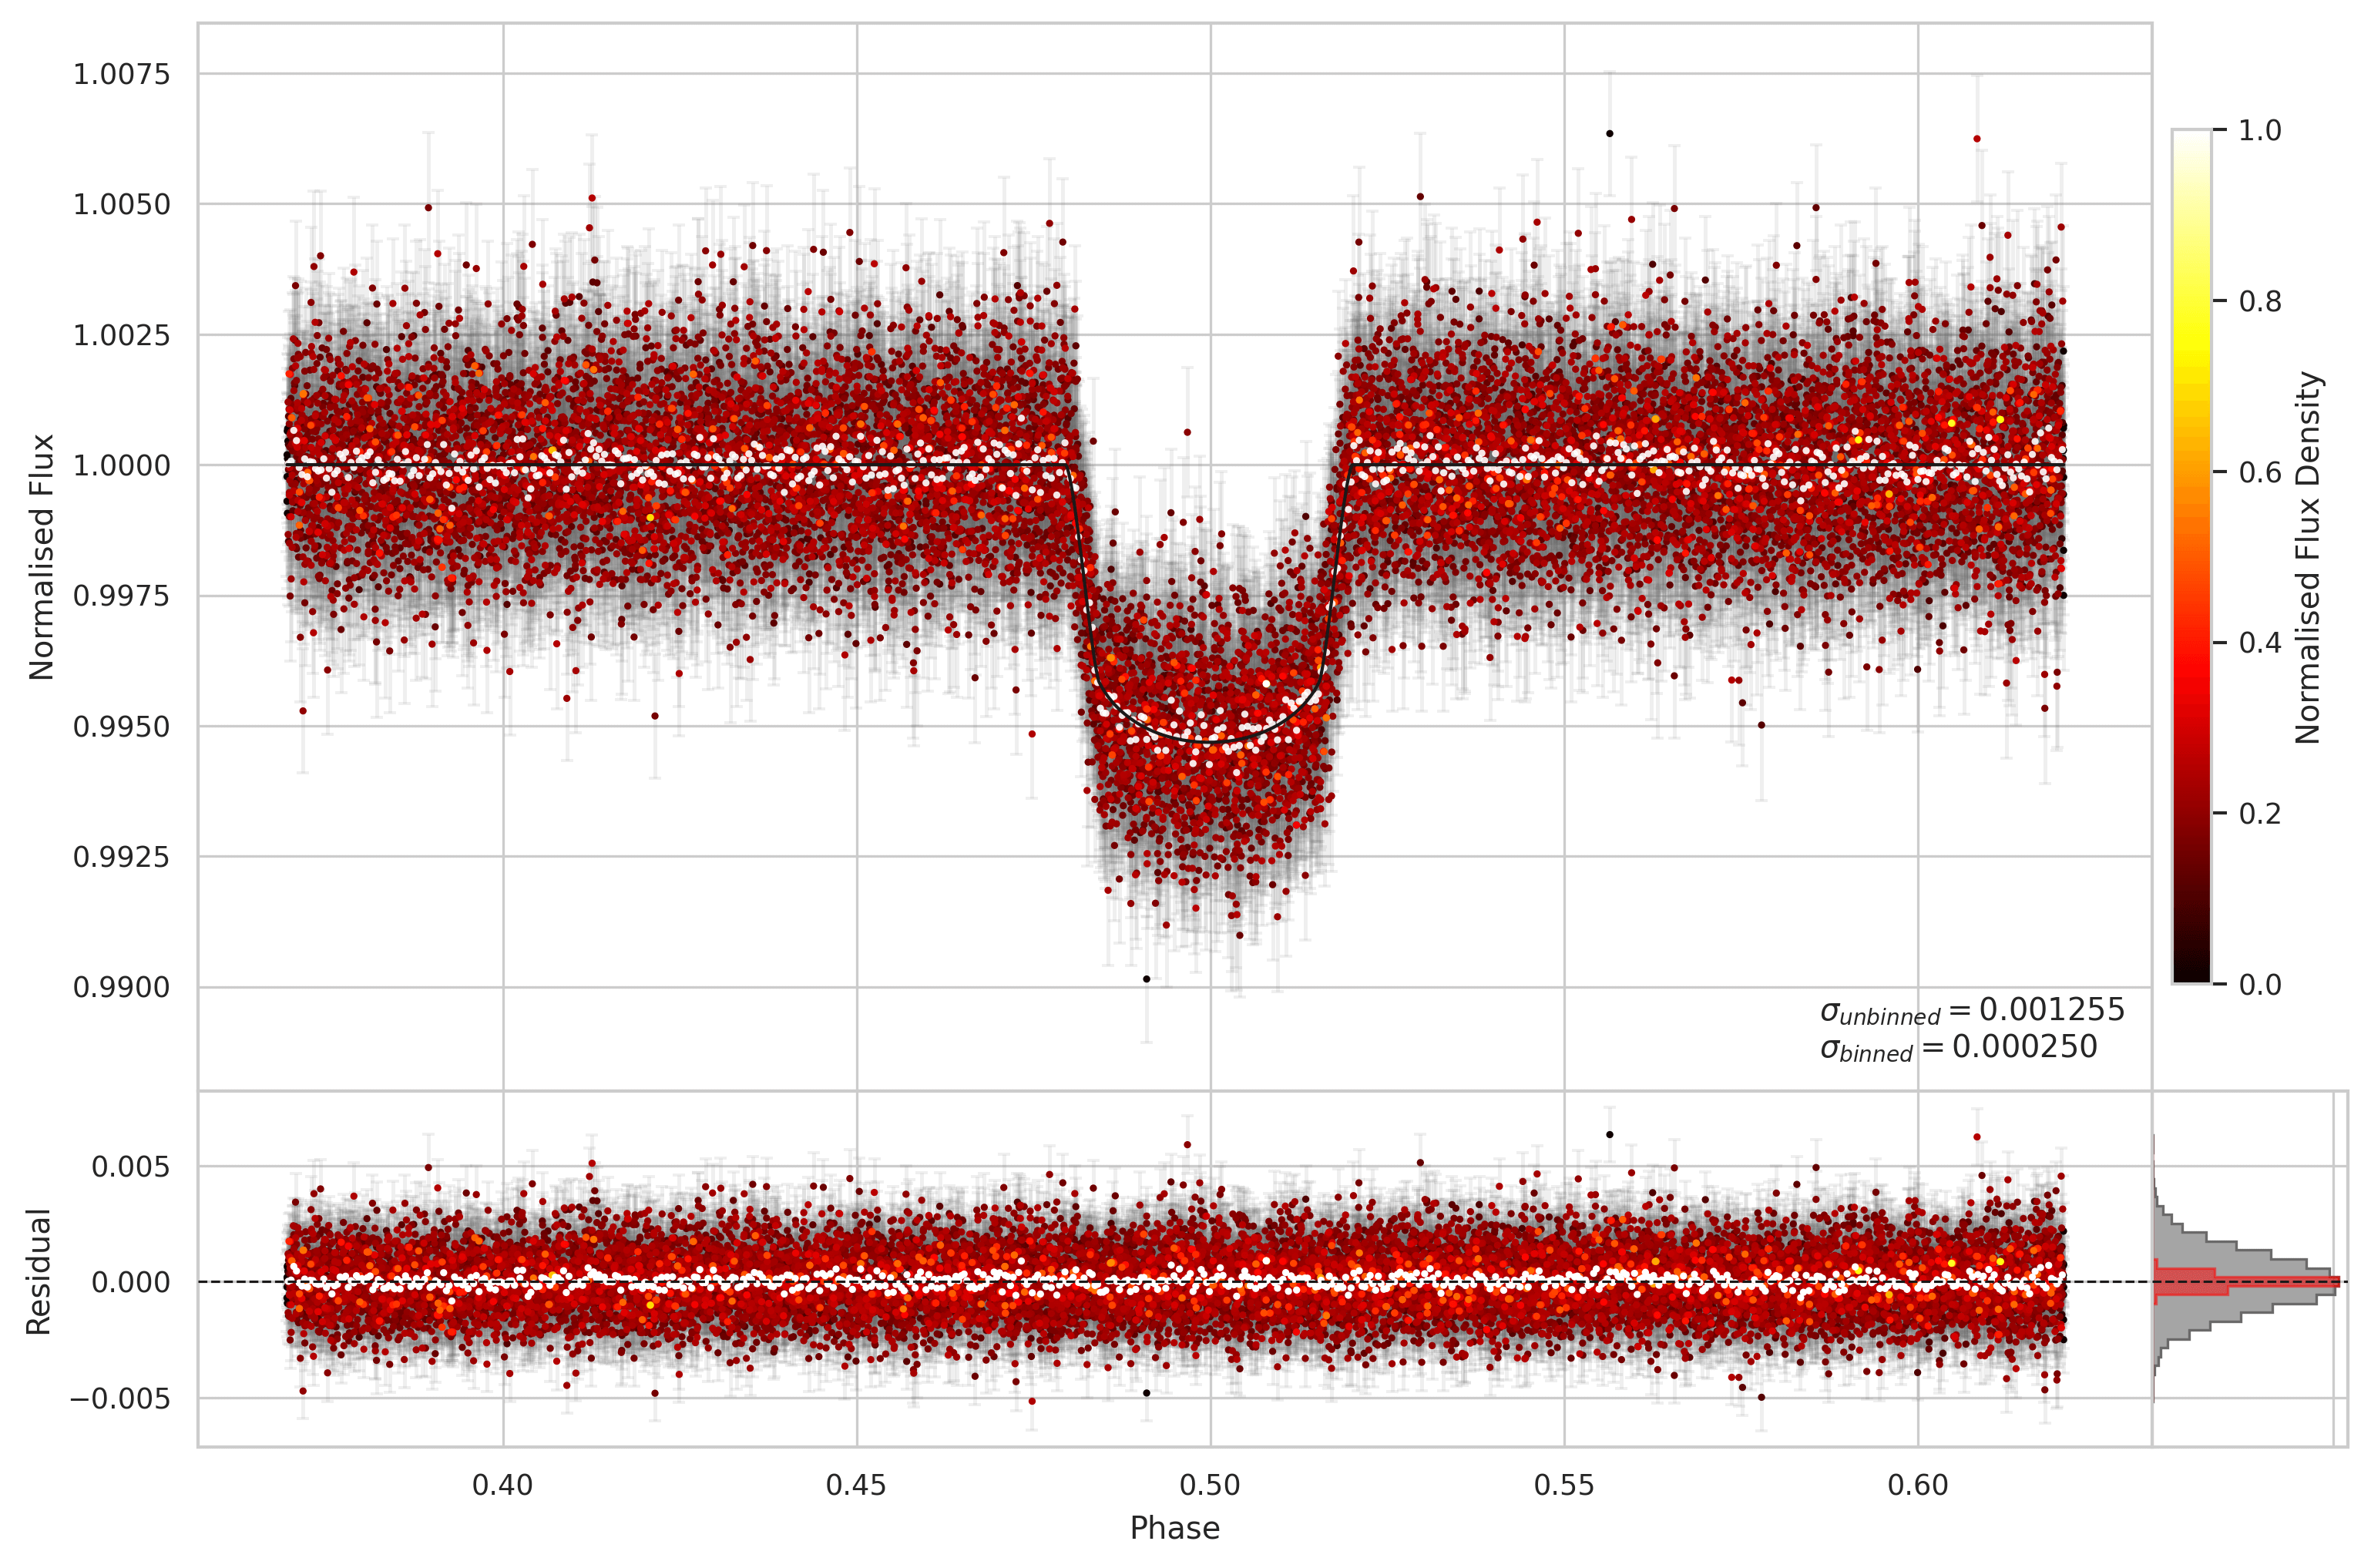 1.0075
1.0050
1.0025
1.0000
0.9975
0.9950
0.9925
0.9900
Normalised Flux
σunbinned = 0.001255
σbinned = 0.000250
1.0
0.8
0.6
0.4
0.2
0.0
Normalised Flux Density
0.005
0.000
−0.005
Residual
0.40 0.45 0.50 0.55 0.60
Phase